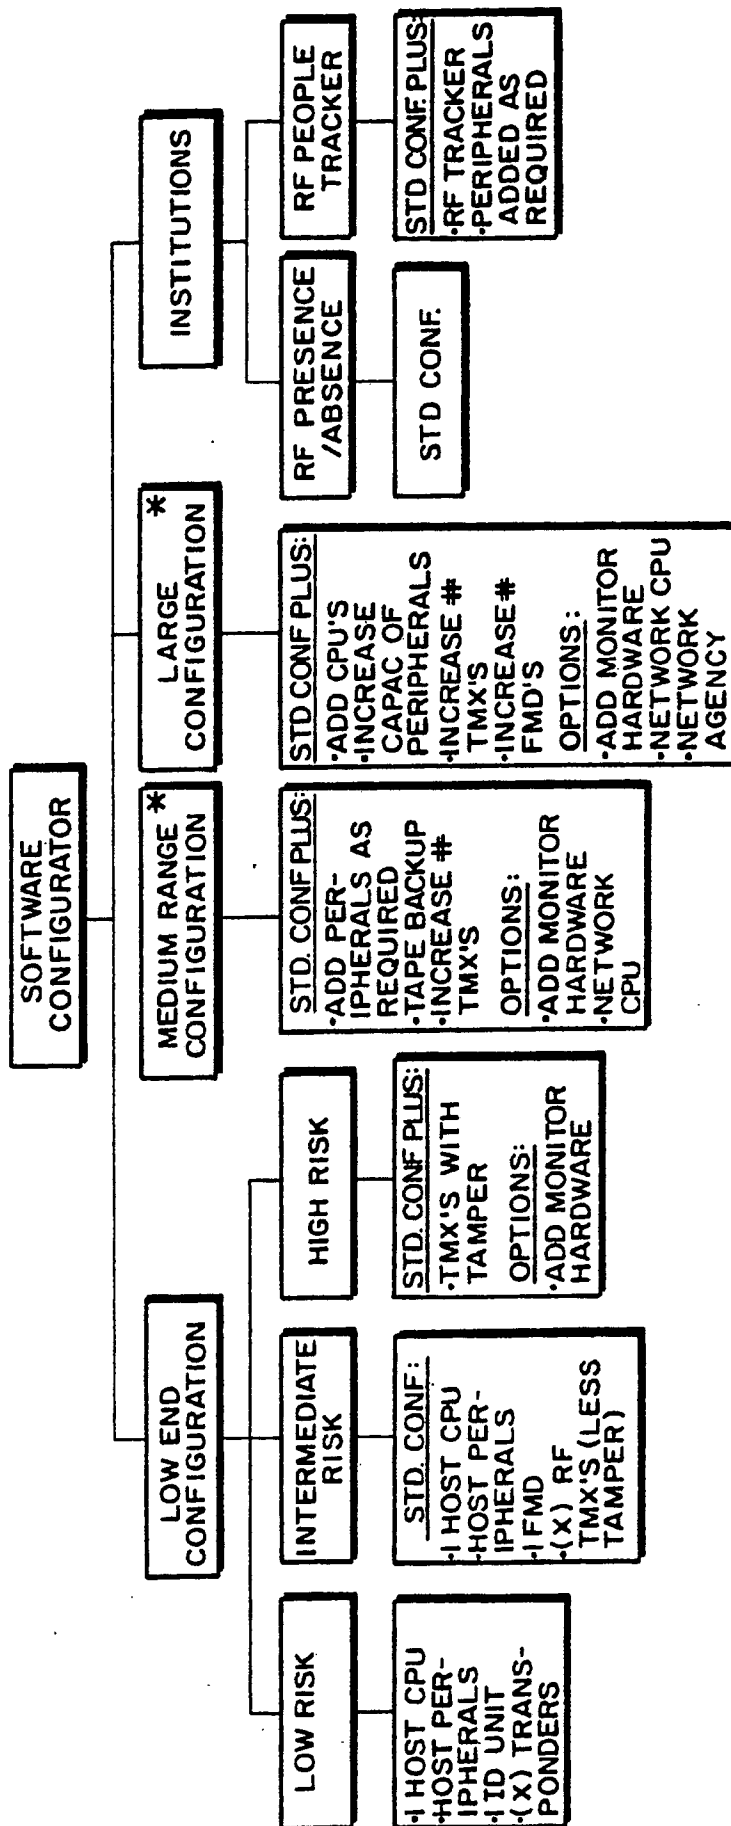 SOFTWARE
CONFIGURATOR
LOW END
CONFIGURATION
MEDIUM RANGE *
CONFIGURATION
LARGE *
CONFIGURATION
INSTITUTIONS
LOW RISK
INTERMEDIATE
RISK
HIGH RISK
RF PRESENCE
/ABSENCE
RF PEOPLE
TRACKER
·1 HOST CPU
·HOST PER-
IPHERALS
·1 ID UNIT
·(X) TRANS-
PONDERS
STD. CONF:
·1 HOST CPU
·HOST PER-
IPHERALS
·1 FMD
·(X) RF
TMX'S (LESS
TAMPER)
STD. CONF PLUS:
·TMX'S WITH
TAMPER
OPTIONS:
·ADD MONITOR
HARDWARE
STD. CONF PLUS:
·ADD PER-
IPHERALS AS
REQUIRED
·TAPE BACKUP
·INCREASE #
TMX'S
OPTIONS:
·ADD MONITOR
HARDWARE
·NETWORK
CPU
STD CONF PLUS:
·ADD CPU'S
·INCREASE
CAPAC OF
PERIPHERALS
·INCREASE #
TMX'S
·INCREASE #
FMD'S
OPTIONS:
·ADD MONITOR
HARDWARE
·NETWORK CPU
·NETWORK
AGENCY
STD CONF.
STD CONF. PLUS:
·RF TRACKER
·PERIPHERALS
ADDED AS
REQUIRED